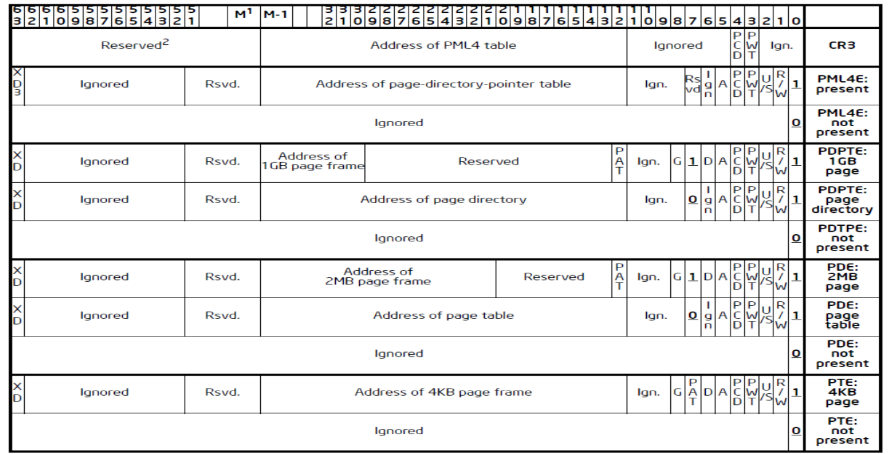 6 6 6 6 5 5 5 5 5 5 5 5 5 M¹ M-1 3 3 3 2 2 2 2 2 2 2 2 2 2 1 1 1 1 1 1 1 1 1 1
3 2 1 0 9 8 7 6 5 4 3 2 1 2 1 0 9 8 7 6 5 4 3 2 1 0 9 8 7 6 5 4 3 2 1 0 9 8 7 6 5 4 3 2 1 0
Reserved² Address of PML4 table Ignored PCD PWT Ign. CR3
XD3 Ignored Rsvd. Address of page-directory-pointer table Ign. Rsvd Ign A PCD PWT U/S R/W 1 PML4E: present
Ignored 0 PML4E: not present
XD Ignored Rsvd. Address of 1GB page frame Reserved PAT Ign. G 1 D A PCD PWT U/S R/W 1 PDPTE: 1GB page
XD Ignored Rsvd. Address of page directory Ign. 0 Ign A PCD PWT U/S R/W 1 PDPTE: page directory
Ignored 0 PDTPE: not present
XD Ignored Rsvd. Address of 2MB page frame Reserved PAT Ign. G 1 D A PCD PWT U/S R/W 1 PDE: 2MB page
XD Ignored Rsvd. Address of page table Ign. 0 Ign A PCD PWT U/S R/W 1 PDE: page table
Ignored 0 PDE: not present
XD Ignored Rsvd. Address of 4KB page frame Ign. G PAT D A PCD PWT U/S R/W 1 PTE: 4KB page
Ignored 0 PTE: not present